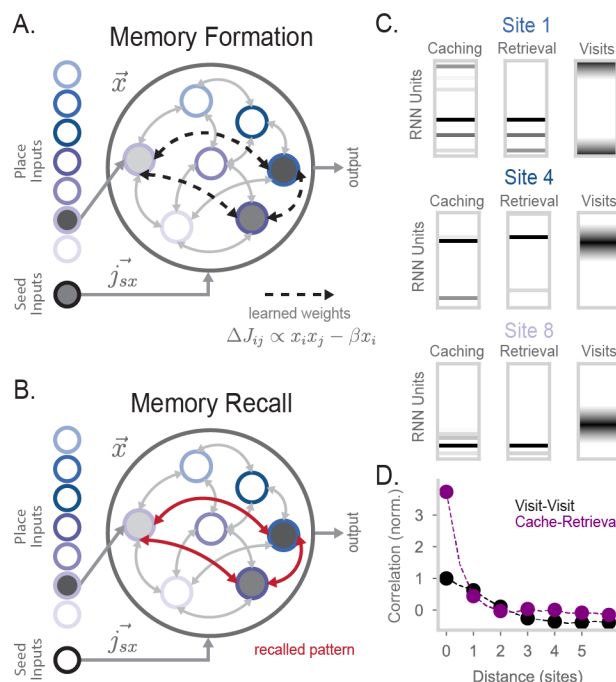 A.
Memory Formation
x⃗
Place
Inputs
output
Seed
Inputs
j⃗sx
learned weights
ΔJij ∝ xixj − βxi
B.
Memory Recall
x⃗
Place
Inputs
output
Seed
Inputs
j⃗sx
recalled pattern
C.
Site 1
Caching Retrieval Visits
RNN Units
Site 4
Caching Retrieval Visits
RNN Units
Site 8
Caching Retrieval Visits
RNN Units
D.
Visit-Visit
Cache-Retrieval
Correlation (norm.)
3
2
1
0
0 1 2 3 4 5
Distance (sites)